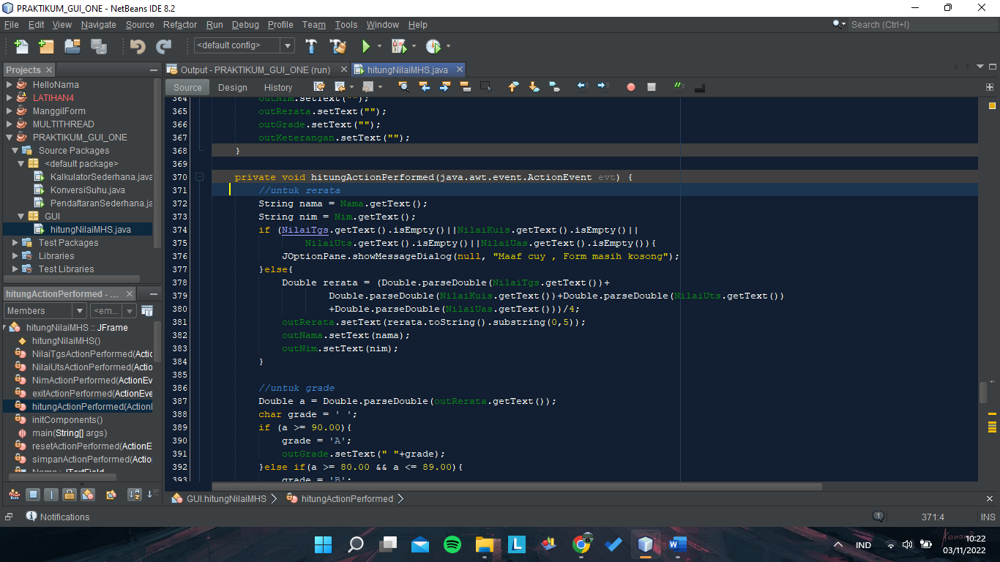 PRAKTIKUM_GUI_ONE - NetBeans IDE 8.2
File Edit View Navigate Source Refactor Run Debug Profile Team Tools Window Help
Search (Ctrl+I)
<default config>
Projects
Output - PRAKTIKUM_GUI_ONE (run)
hitungNilaiMHS.java
Source Design History
HelloNama
LATIHAN4
ManggilForm
MULTITHREAD
PRAKTIKUM_GUI_ONE
Source Packages
<default package>
KalkulatorSederhana.java
KonversiSuhu.java
PendaftaranSederhana.ja
GUI
hitungNilaiMHS.java
Test Packages
Libraries
Test Libraries
hitungActionPerformed - ...
Members
<em...
hitungNilaiMHS :: JFrame
hitungNilaiMHS()
NilaiTgsActionPerformed(Actic
NilaiUtsActionPerformed(Actio
NimActionPerformed(ActionEv
exitActionPerformed(ActionEve
hitungActionPerformed(Action
initComponents()
main(String[] args)
resetActionPerformed(ActionE
simpanActionPerformed(Actio
Nama : JTextField
364 outNim.setText("");
365 outRerata.setText("");
366 outGrade.setText("");
367 outKeterangan.setText("");
368 }
369
370 private void hitungActionPerformed(java.awt.event.ActionEvent evt) {
371 //untuk rerata
372 String nama = Nama.getText();
373 String nim = Nim.getText();
374 if (NilaiTgs.getText().isEmpty()||NilaiKuis.getText().isEmpty()||
375 NilaiUts.getText().isEmpty()||NilaiUas.getText().isEmpty()){
376 JOptionPane.showMessageDialog(null, "Maaf cuy , Form masih kosong");
377 }else{
378 Double rerata = (Double.parseDouble(NilaiTgs.getText())+
379 Double.parseDouble(NilaiKuis.getText())+Double.parseDouble(NilaiUts.getText())
380 +Double.parseDouble(NilaiUas.getText()))/4;
381 outRerata.setText(rerata.toString().substring(0,5));
382 outNama.setText(nama);
383 outNim.setText(nim);
384 }
385
386 //untuk grade
387 Double a = Double.parseDouble(outRerata.getText());
388 char grade = ' ';
389 if (a >= 90.00){
390 grade = 'A';
391 outGrade.setText(" "+grade);
392 }else if(a >= 80.00 && a <= 89.00){
393 grade = 'B';
GUI.hitungNilaiMHS
hitungActionPerformed
Notifications
1
371:4
INS
IND
10:22
03/11/2022